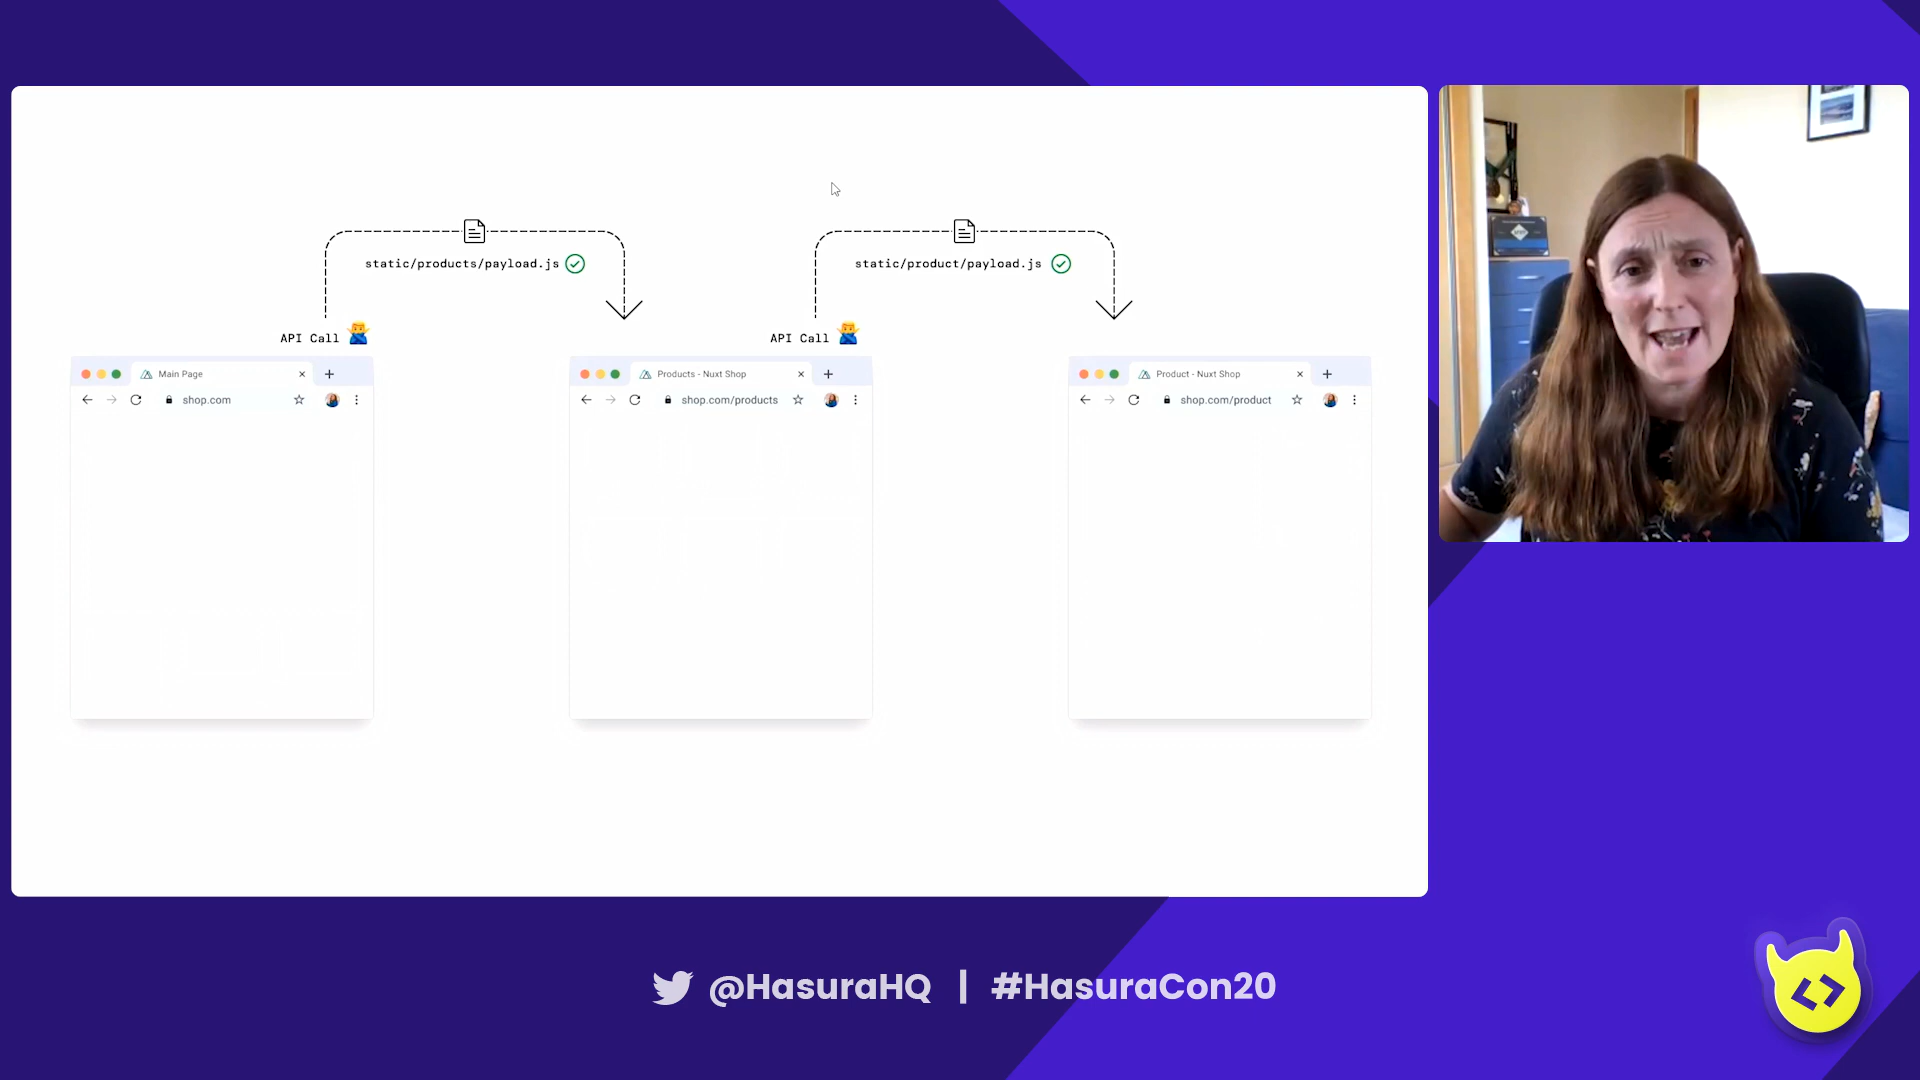 static/products/payload.js
static/product/payload.js
API Call
API Call
Main Page
Products - Nuxt Shop
Product - Nuxt Shop
shop.com
shop.com/products
shop.com/product
@HasuraHQ | #HasuraCon20